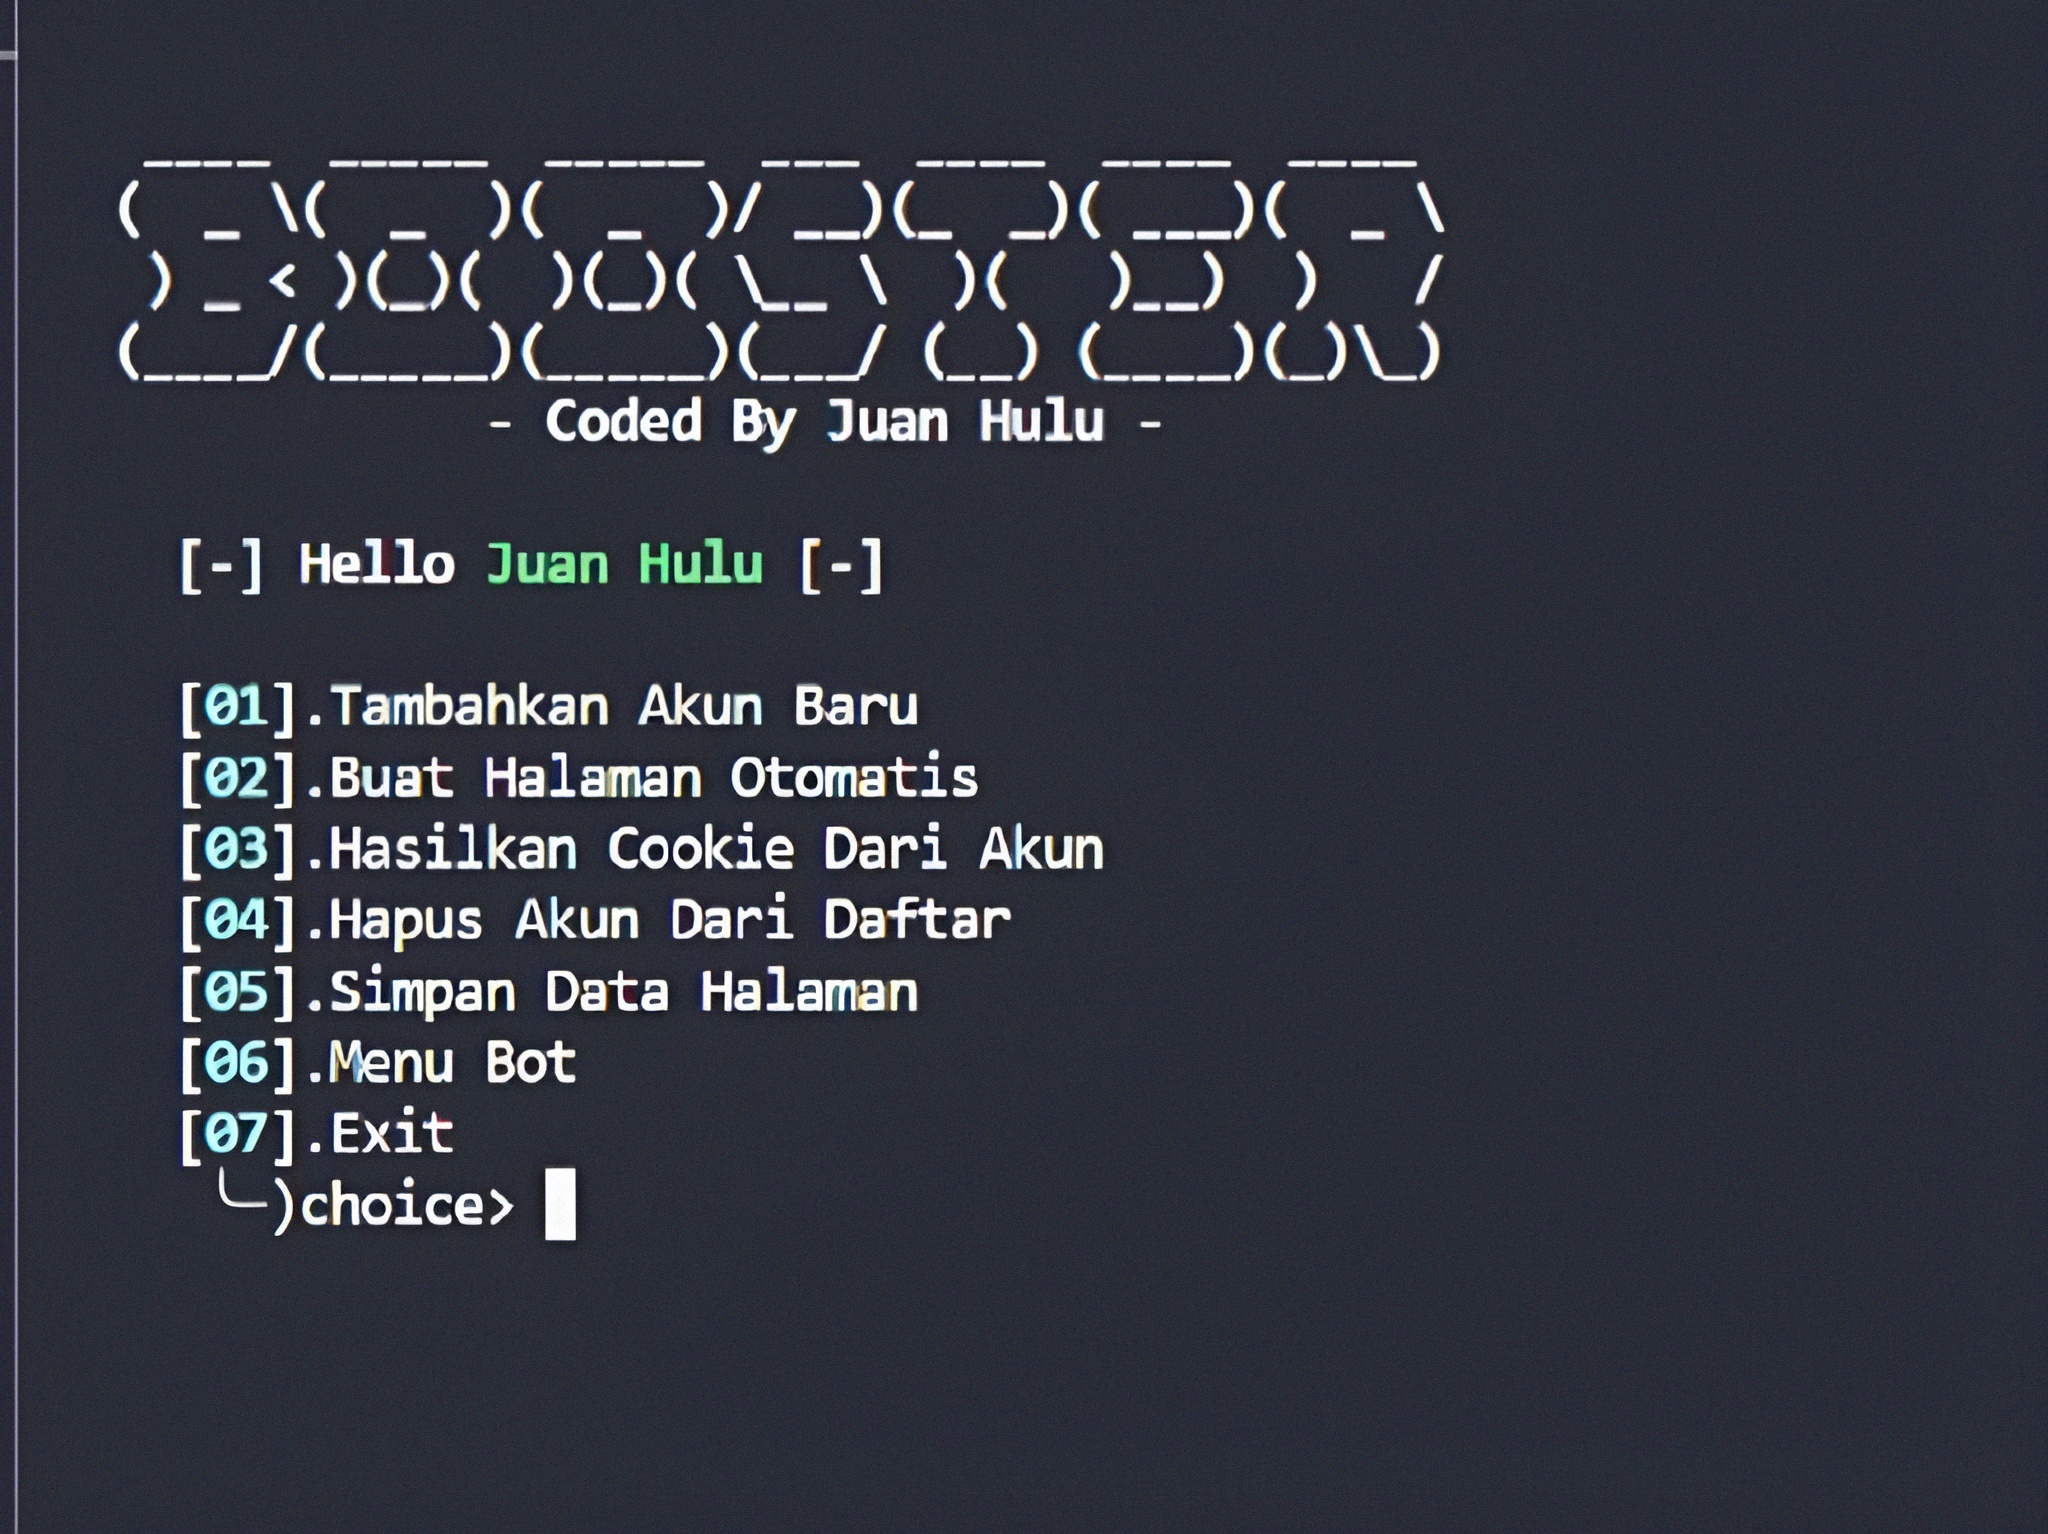 BOOSTER
- Coded By Juan Hulu -
[-] Hello Juan Hulu [-]
[01].Tambahkan Akun Baru
[02].Buat Halaman Otomatis
[03].Hasilkan Cookie Dari Akun
[04].Hapus Akun Dari Daftar
[05].Simpan Data Halaman
[06].Menu Bot
[07].Exit
╰─)choice>